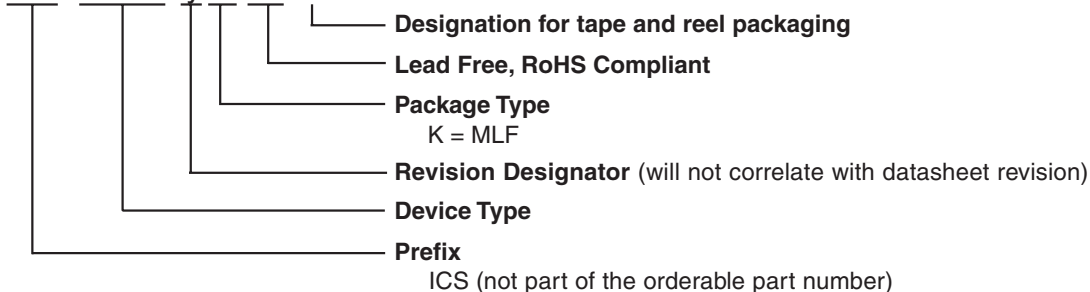 Designation for tape and reel packaging
Lead Free, RoHS Compliant
Package Type
K = MLF
Revision Designator (will not correlate with datasheet revision)
Device Type
Prefix
ICS (not part of the orderable part number)